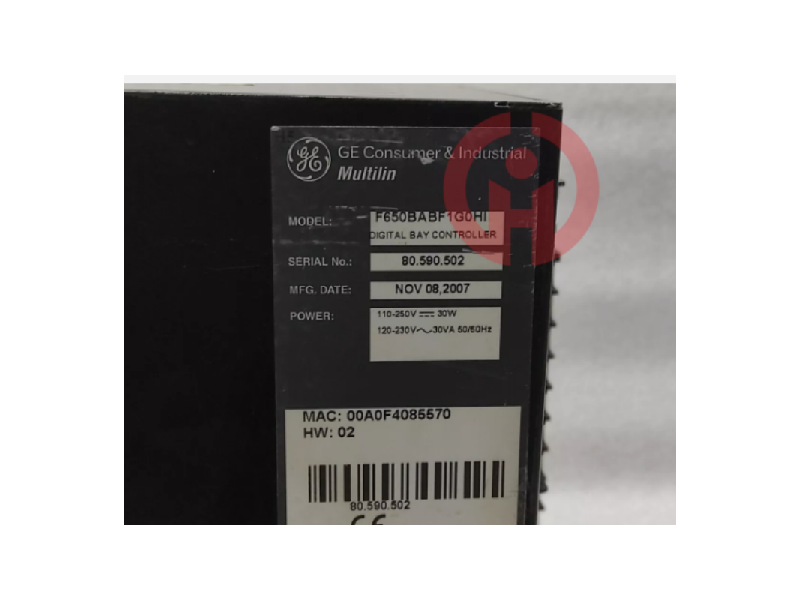 GE Consumer & Industrial
Multilin
MODEL: F650BABF1G0HI
DIGITAL BAY CONTROLLER
SERIAL No.: 80.590.502
MFG. DATE: NOV 08,2007
POWER: 110-250V ⎓ 30W
120-230V～30VA 50/60Hz
MAC: 00A0F4085570
HW: 02
80.590.502
CE